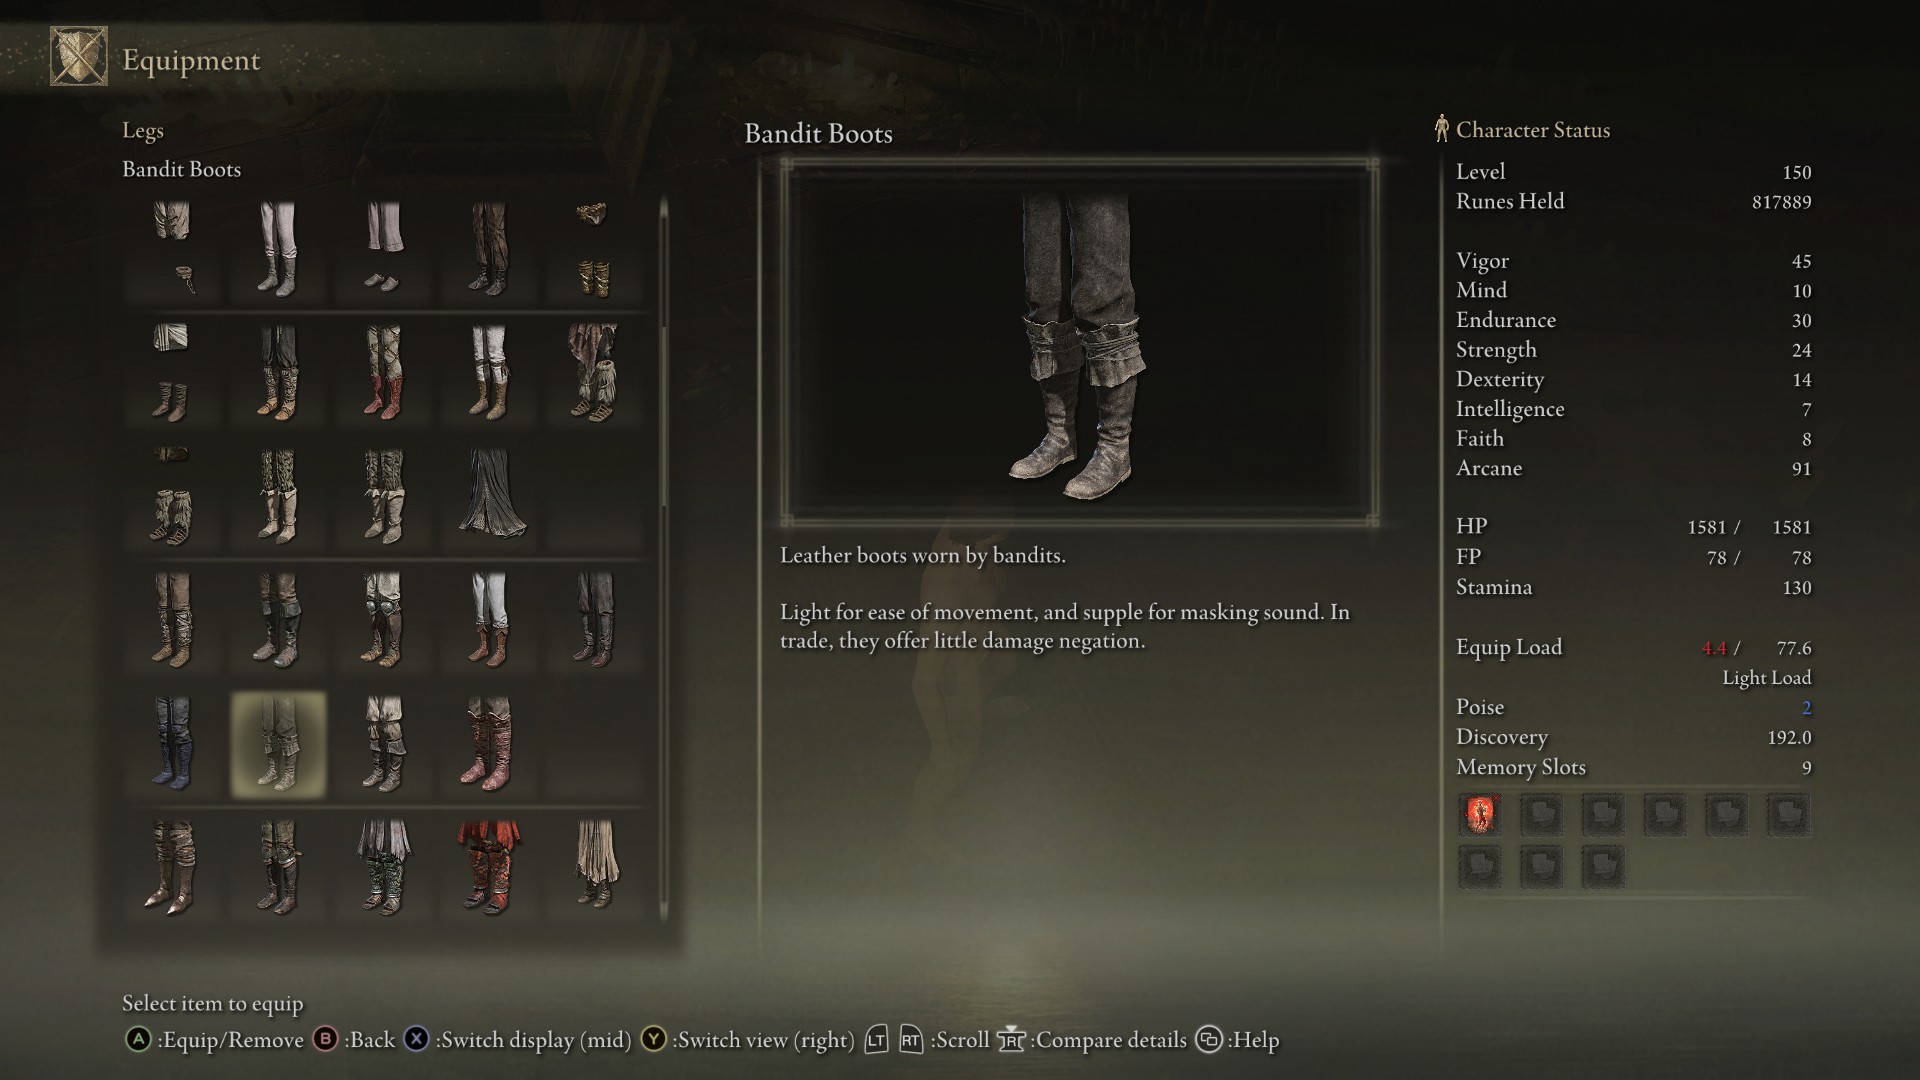 Equipment
Legs
Bandit Boots
Bandit Boots
Leather boots worn by bandits.
Light for ease of movement, and supple for masking sound. In
trade, they offer little damage negation.
Character Status
Level 150
Runes Held 817889
Vigor 45
Mind 10
Endurance 30
Strength 24
Dexterity 14
Intelligence 7
Faith 8
Arcane 91
HP 1581 / 1581
FP 78 / 78
Stamina 130
Equip Load 4.4 / 77.6
Light Load
Poise 2
Discovery 192.0
Memory Slots 9
Select item to equip
A :Equip/Remove B :Back X :Switch display (mid) Y :Switch view (right) LT RT :Scroll R :Compare details :Help